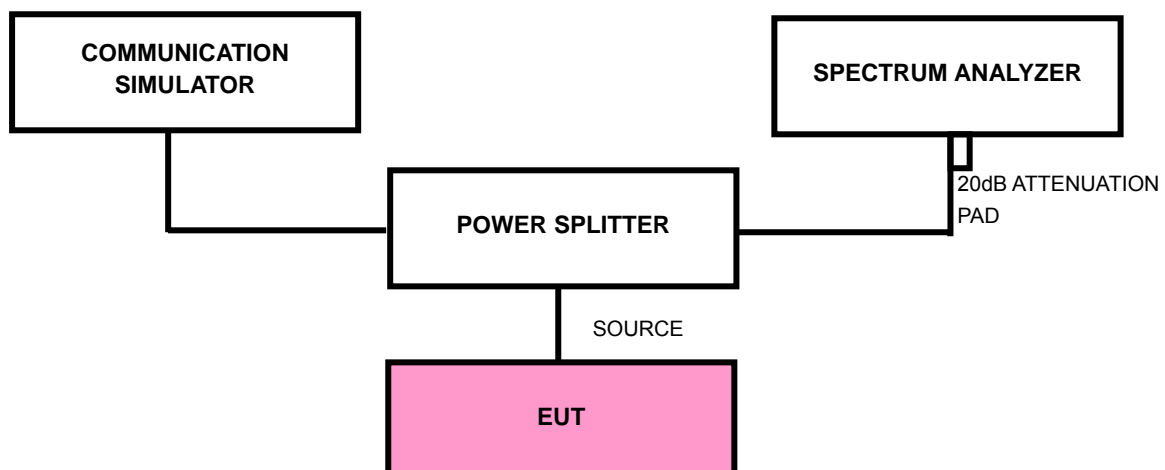 COMMUNICATION
SIMULATOR
SPECTRUM ANALYZER
20dB ATTENUATION
PAD
POWER SPLITTER
SOURCE
EUT